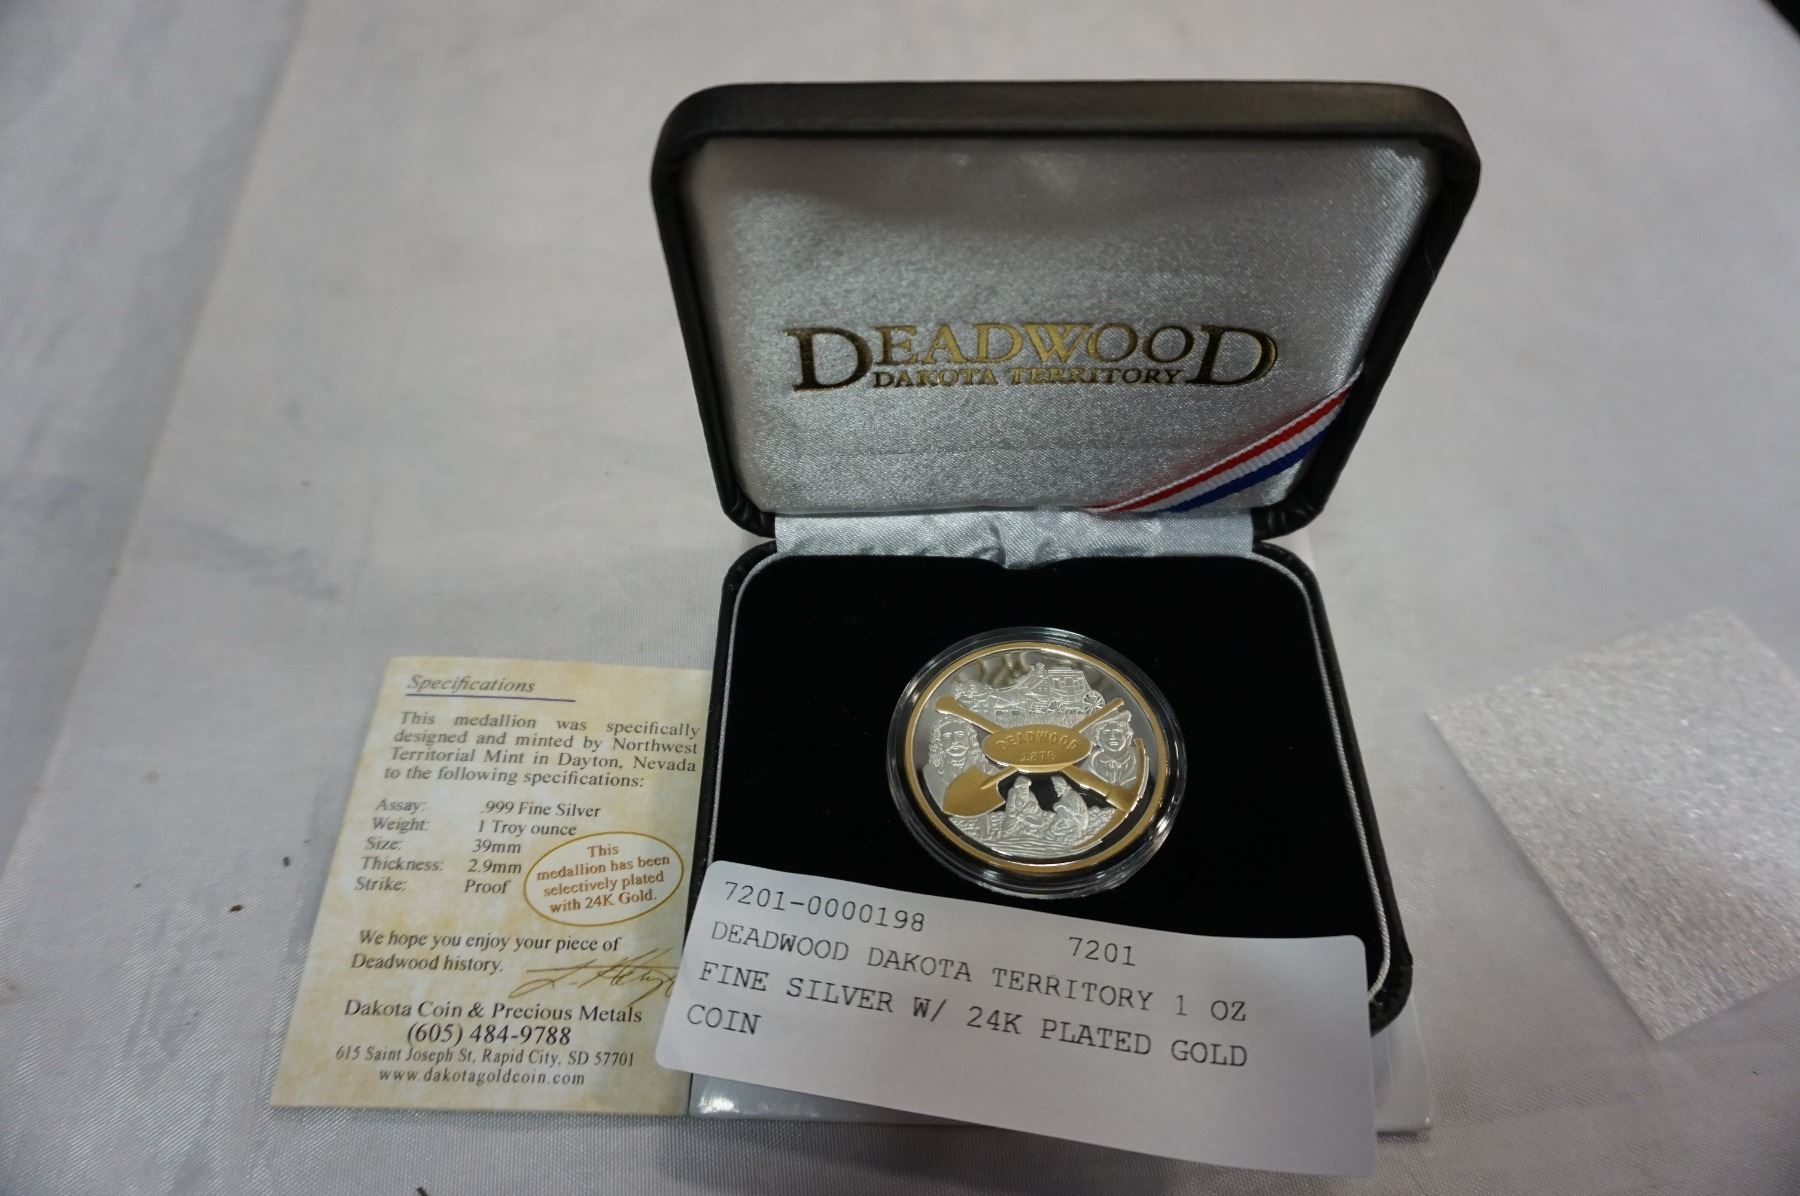 DEADWOOD
DAKOTA TERRITORY
DEADWOOD
1876
Specifications
This medallion was specifically
designed and minted by Northwest
Territorial Mint in Dayton, Nevada
to the following specifications:
Assay: .999 Fine Silver
Weight: 1 Troy ounce
Size: 39mm
Thickness: 2.9mm
Strike: Proof
This
medallion has been
selectively plated
with 24K Gold.
We hope you enjoy your piece of
Deadwood history.
Dakota Coin & Precious Metals
(605) 484-9788
615 Saint Joseph St, Rapid City, SD 57701
www.dakotagoldcoin.com
7201-0000198 7201
DEADWOOD DAKOTA TERRITORY 1 OZ
FINE SILVER W/ 24K PLATED GOLD
COIN